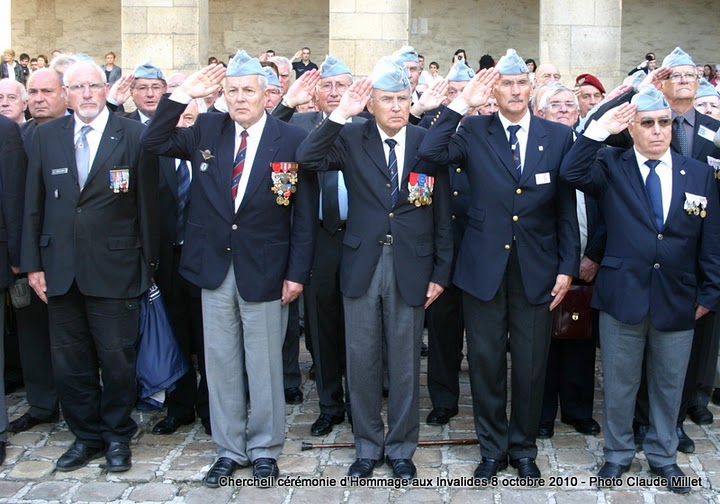 Cherchell cérémonie d'Hommage aux Invalides 8 octobre 2010 - Photo Claude Millet